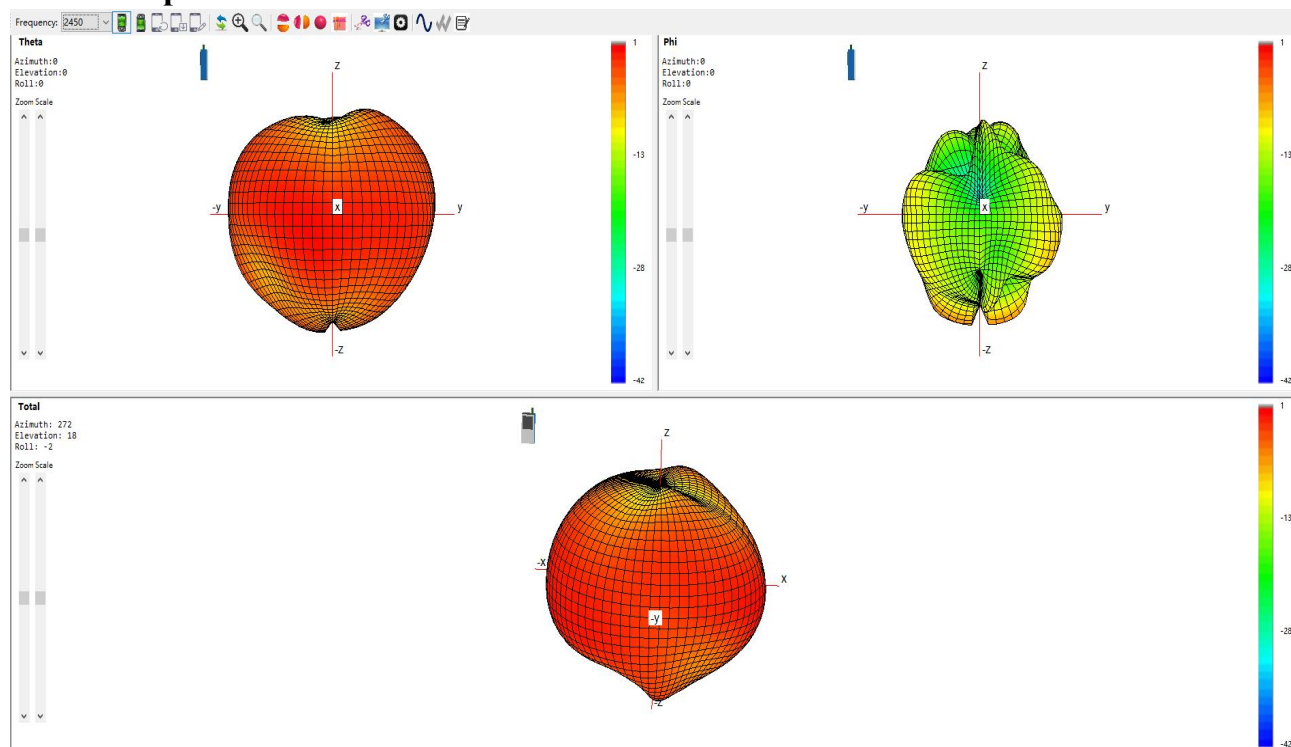 Frequency: 2450
Theta
Azimuth:0
Elevation:0
Roll:0
Zoom Scale
Z
-y
X
y
-Z
1
-13
-28
-42
Phi
Azimuth:0
Elevation:0
Roll:0
Zoom Scale
Z
-y
X
y
-Z
1
-13
-28
-42
Total
Azimuth: 272
Elevation: 18
Roll: -2
Zoom Scale
Z
-X
X
-y
-Z
1
-13
-28
-42